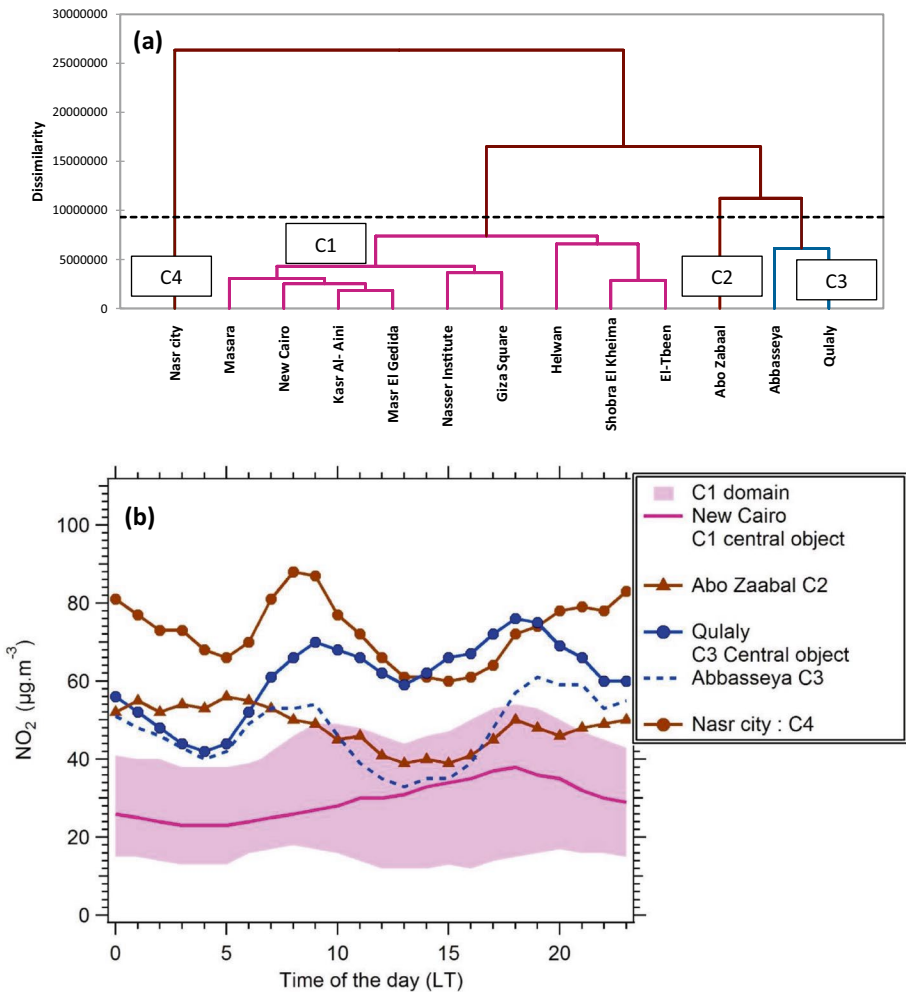 (a)
30000000
25000000
20000000
15000000
10000000
5000000
0
Dissimilarity
C4
C1
C2
C3
Nasr city
Masara
New Cairo
Kasr Al- Aini
Masr El Gedida
Nasser Institute
Giza Square
Helwan
Shobra El Kheima
El-Tbeen
Abo Zabaal
Abbasseya
Qulaly
(b)
100
80
60
40
20
0
NO2 (µg.m-3)
0 5 10 15 20
Time of the day (LT)
C1 domain
New Cairo
C1 central object
Abo Zaabal C2
Qulaly
C3 Central object
Abbasseya C3
Nasr city : C4